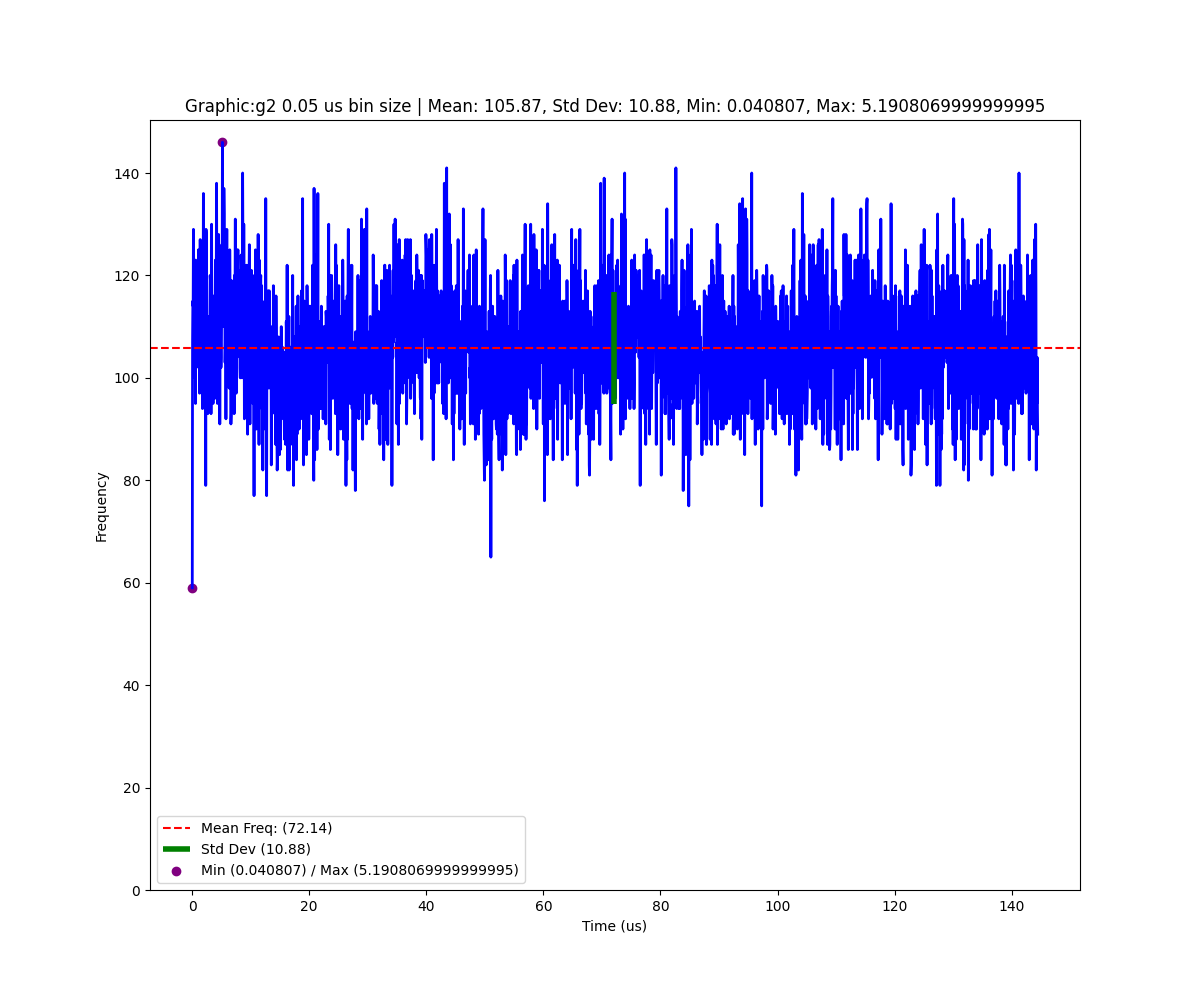 Graphic:g2 0.05 us bin size | Mean: 105.87, Std Dev: 10.88, Min: 0.040807, Max: 5.1908069999999995
140
120
100
80
60
40
20
0
Frequency
Mean Freq: (72.14)
Std Dev (10.88)
Min (0.040807) / Max (5.1908069999999995)
0 20 40 60 80 100 120 140
Time (us)